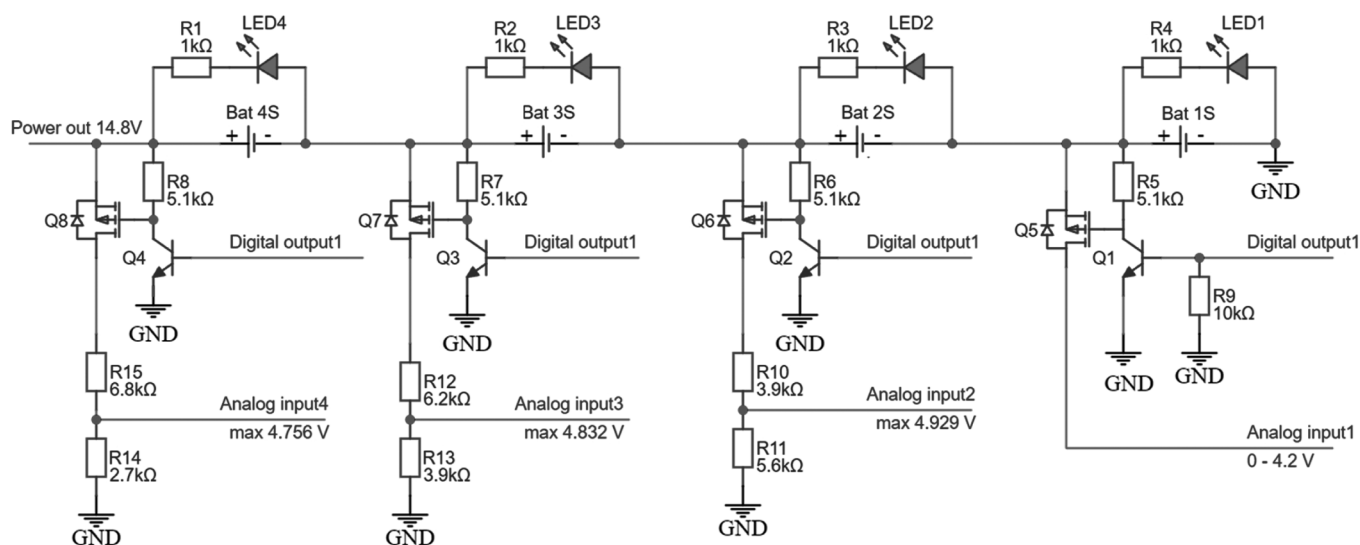 LED4
R1
1kΩ
LED3
R2
1kΩ
LED2
R3
1kΩ
LED1
R4
1kΩ
Power out 14.8V
Bat 4S
+ -
Bat 3S
+ -
Bat 2S
+ -
Bat 1S
+ -
GND
R8
5.1kΩ
R7
5.1kΩ
R6
5.1kΩ
R5
5.1kΩ
Q8
Q4
Digital output1
Q7
Q3
Digital output1
Q6
Q2
Digital output1
Q5
Q1
Digital output1
GND
GND
GND
R9
10kΩ
GND
GND
R15
6.8kΩ
Analog input4
max 4.756 V
R14
2.7kΩ
GND
R12
6.2kΩ
Analog input3
max 4.832 V
R13
3.9kΩ
GND
R10
3.9kΩ
Analog input2
max 4.929 V
R11
5.6kΩ
GND
Analog input1
0 - 4.2 V